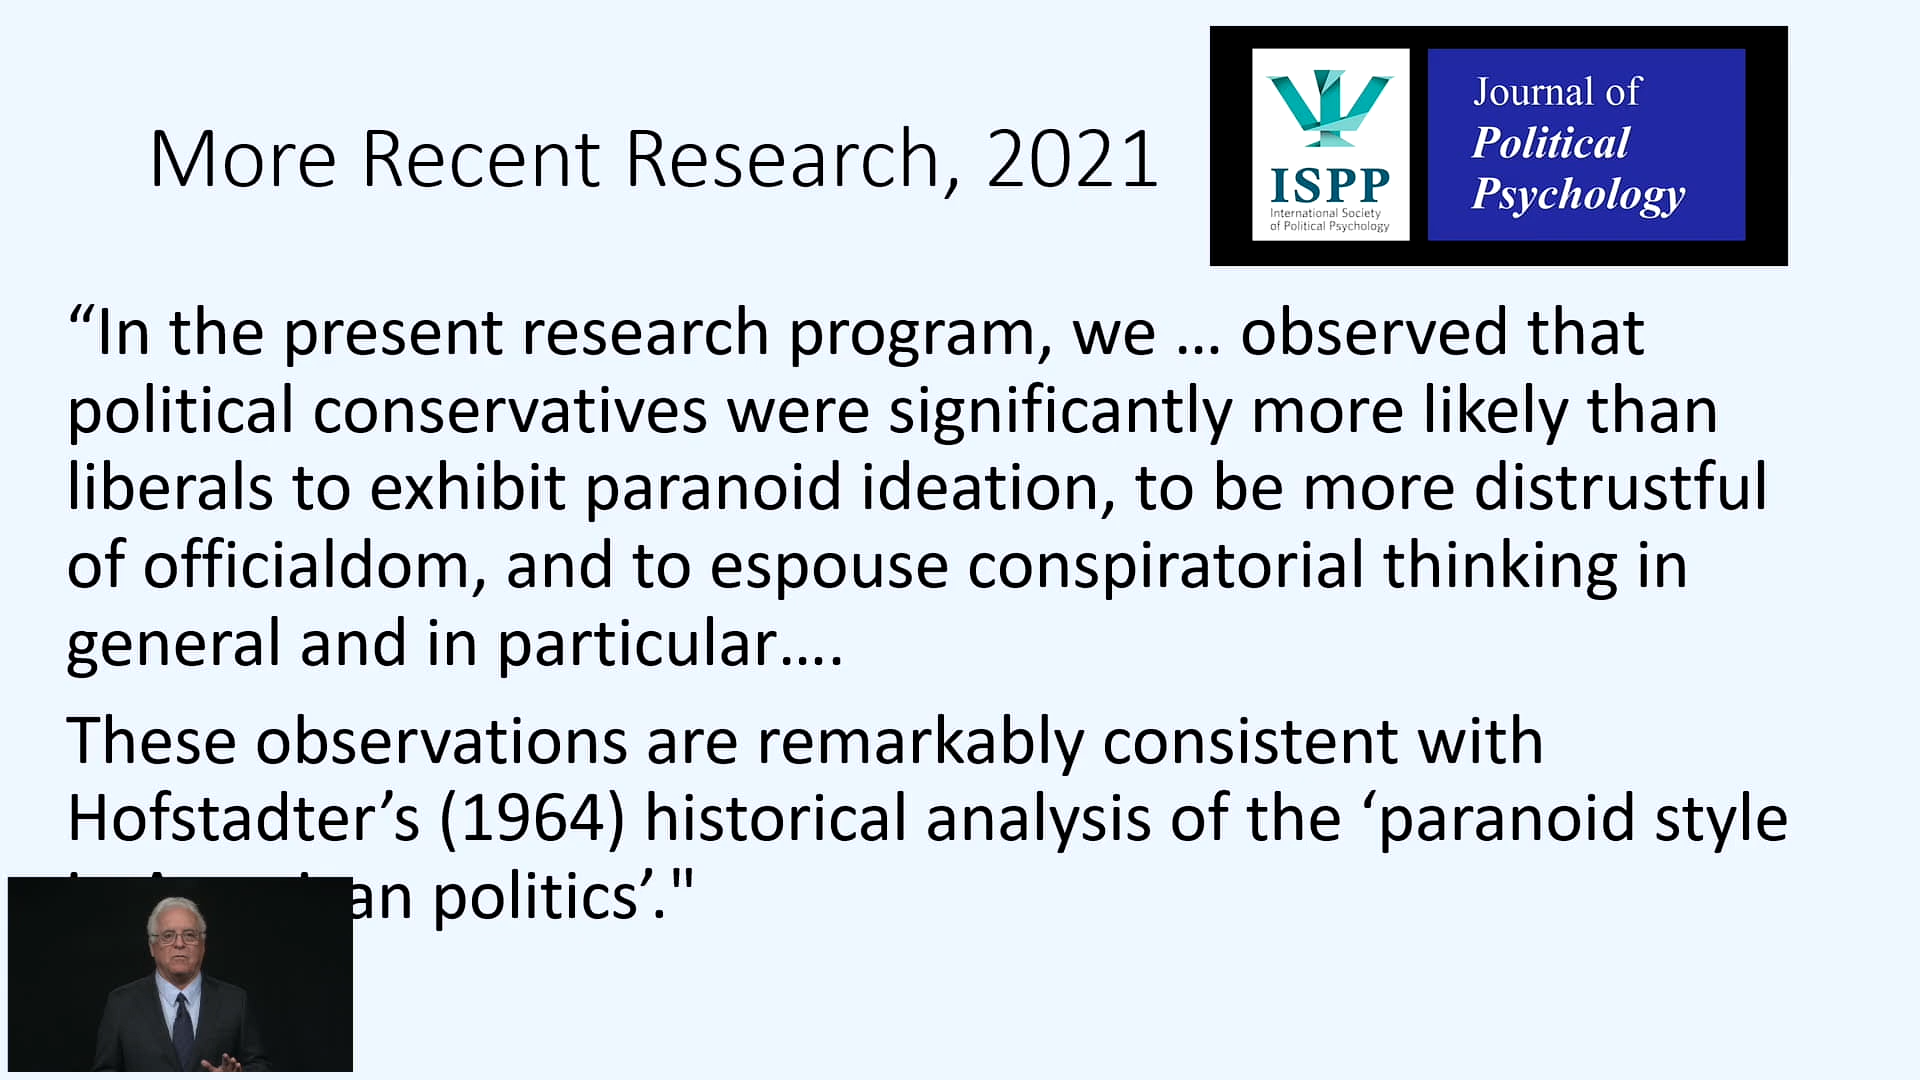 More Recent Research, 2021
ISPP
International Society
of Political Psychology
Journal of
Political
Psychology
“In the present research program, we … observed that
political conservatives were significantly more likely than
liberals to exhibit paranoid ideation, to be more distrustful
of officialdom, and to espouse conspiratorial thinking in
general and in particular….
These observations are remarkably consistent with
Hofstadter’s (1964) historical analysis of the ‘paranoid style
politics’."